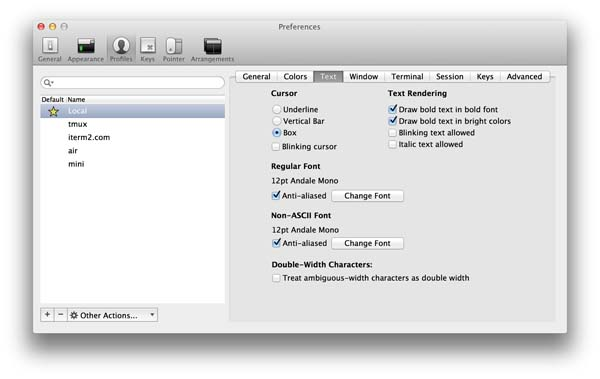 Preferences
General Appearance Profiles Keys Pointer Arrangements
General Colors Text Window Terminal Session Keys Advanced
Default Name
Local
tmux
iterm2.com
air
mini
+ − Other Actions...
Cursor
Underline
Vertical Bar
Box
Blinking cursor
Text Rendering
Draw bold text in bold font
Draw bold text in bright colors
Blinking text allowed
Italic text allowed
Regular Font
12pt Andale Mono
Anti-aliased Change Font
Non-ASCII Font
12pt Andale Mono
Anti-aliased Change Font
Double-Width Characters:
Treat ambiguous-width characters as double width